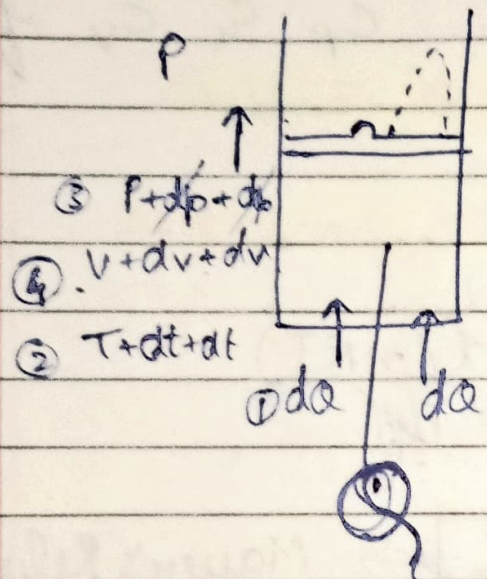 P
③ P+dp+dp
④. V+dv+dv
② T+dt+dt
① dQ dQ